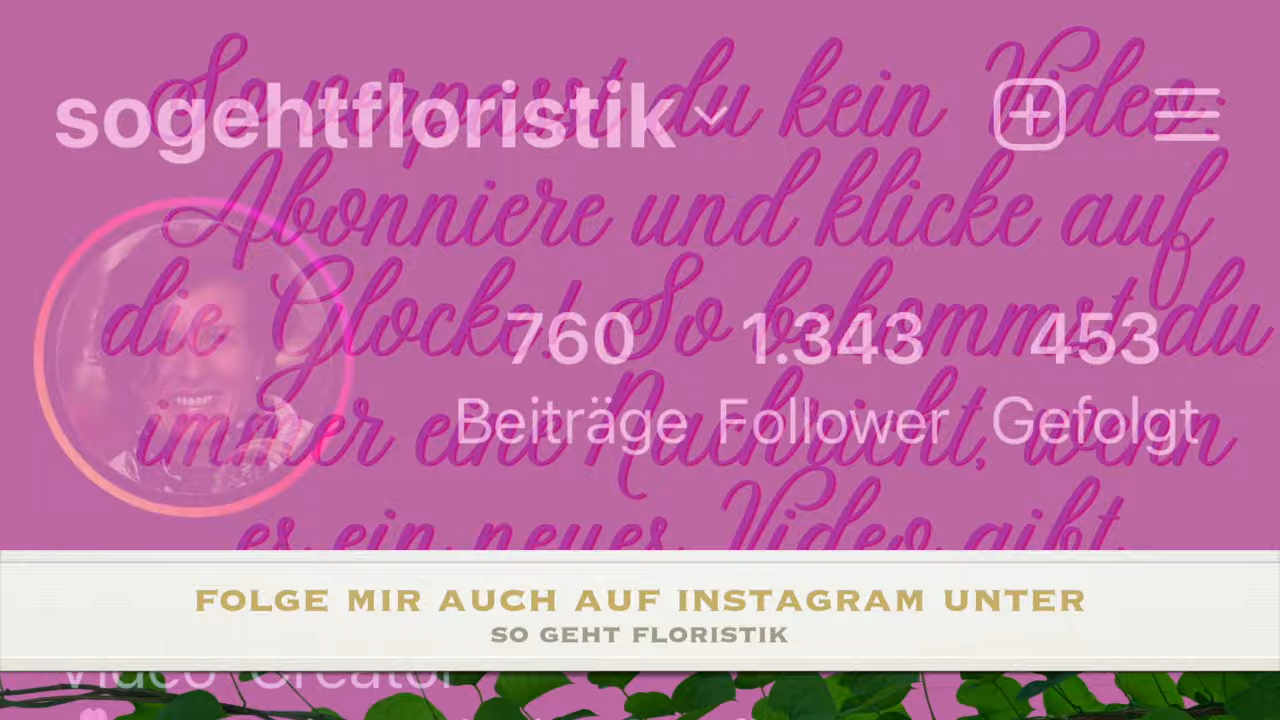 So verpasst du kein Video:
sogehtfloristik
Abonniere und klicke auf
die Glocke! So bekommst du
760 1.343 453
Beiträge Follower Gefolgt
immer eine Nachricht, wenn
es ein neues Video gibt.
FOLGE MIR AUCH AUF INSTAGRAM UNTER
SO GEHT FLORISTIK
Video Creator